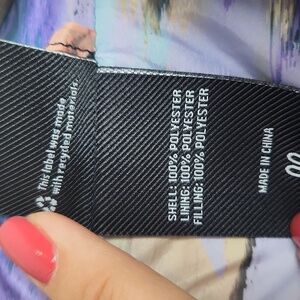 This label was made
with recycled materials.
SHELL: 100% POLYESTER
LINING: 100% POLYESTER
FILLING: 100% POLYESTER
MADE IN CHINA